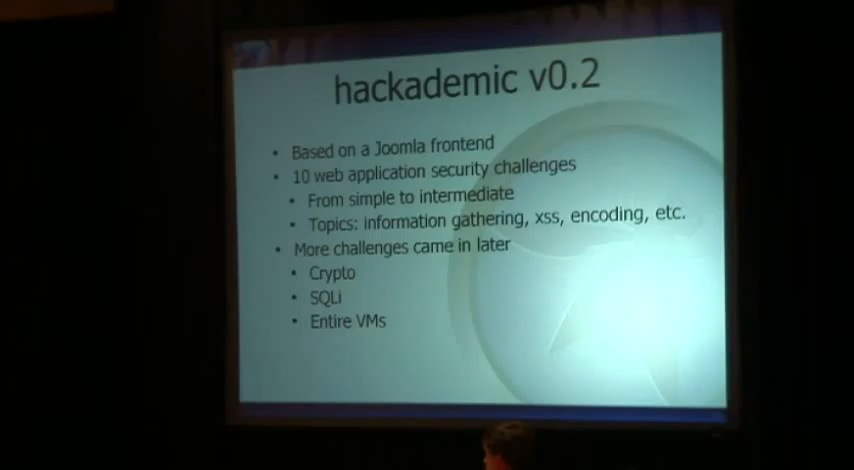 hackademic v0.2
• Based on a Joomla frontend
• 10 web application security challenges
• From simple to intermediate
• Topics: information gathering, xss, encoding, etc.
• More challenges came in later
• Crypto
• SQLi
• Entire VMs